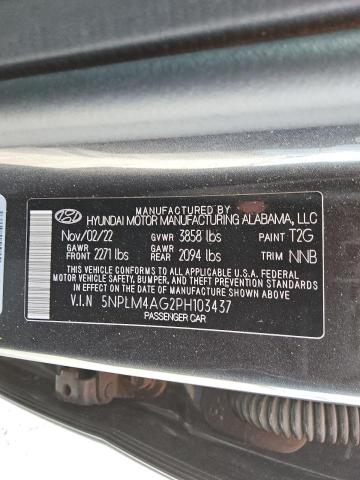 MANUFACTURED BY
HYUNDAI MOTOR MANUFACTURING ALABAMA, LLC
Nov/02/22 GVWR 3858 lbs PAINT T2G
GAWR FRONT 2271 lbs GAWR REAR 2094 lbs TRIM NNB
THIS VEHICLE CONFORMS TO ALL APPLICABLE U.S.A. FEDERAL
MOTOR VEHICLE SAFETY, BUMPER, AND THEFT PREVENTION STANDARDS
IN EFFECT ON THE DATE OF MANUFACTURE SHOWN ABOVE.
V.I.N 5NPLM4AG2PH103437
PASSENGER CAR